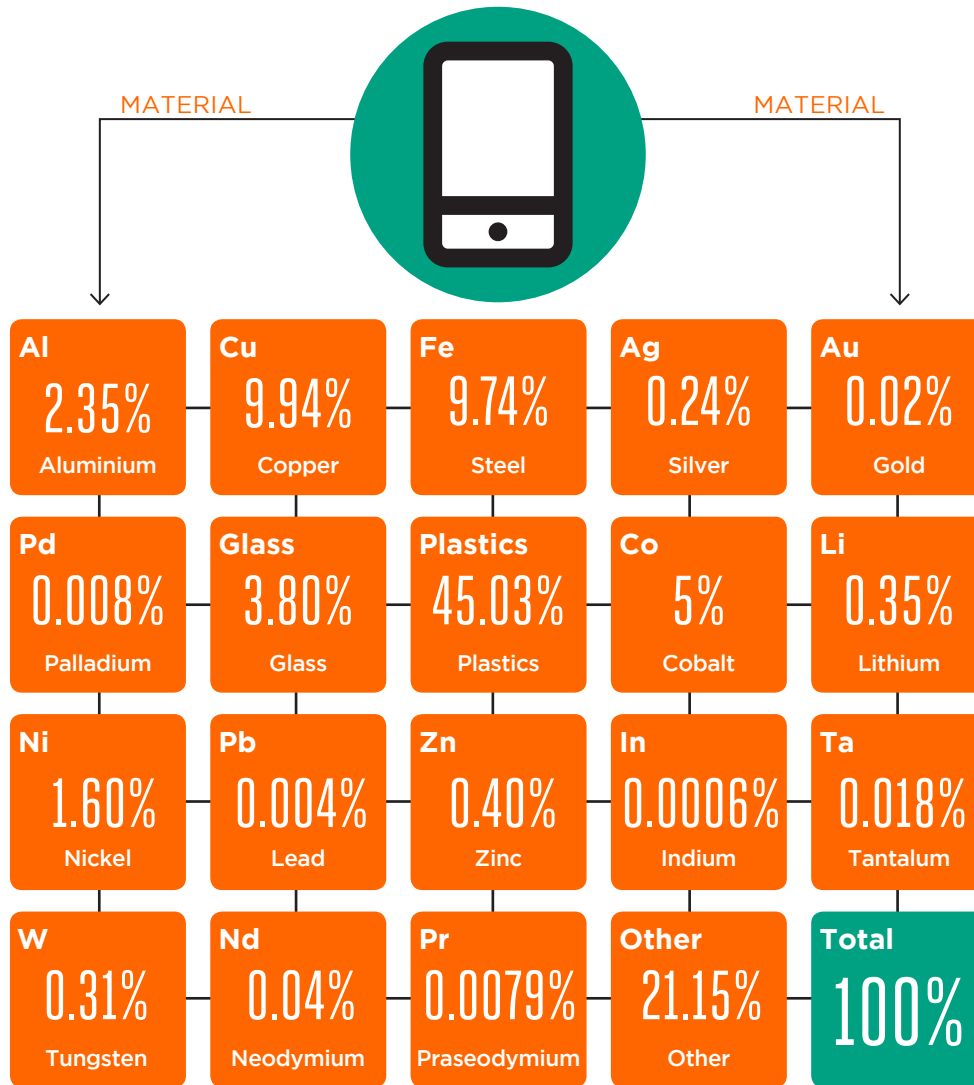 MATERIAL
MATERIAL
Al
2.35%
Aluminium
Cu
9.94%
Copper
Fe
9.74%
Steel
Ag
0.24%
Silver
Au
0.02%
Gold
Pd
0.008%
Palladium
Glass
3.80%
Glass
Plastics
45.03%
Plastics
Co
5%
Cobalt
Li
0.35%
Lithium
Ni
1.60%
Nickel
Pb
0.004%
Lead
Zn
0.40%
Zinc
In
0.0006%
Indium
Ta
0.018%
Tantalum
W
0.31%
Tungsten
Nd
0.04%
Neodymium
Pr
0.0079%
Praseodymium
Other
21.15%
Other
Total
100%